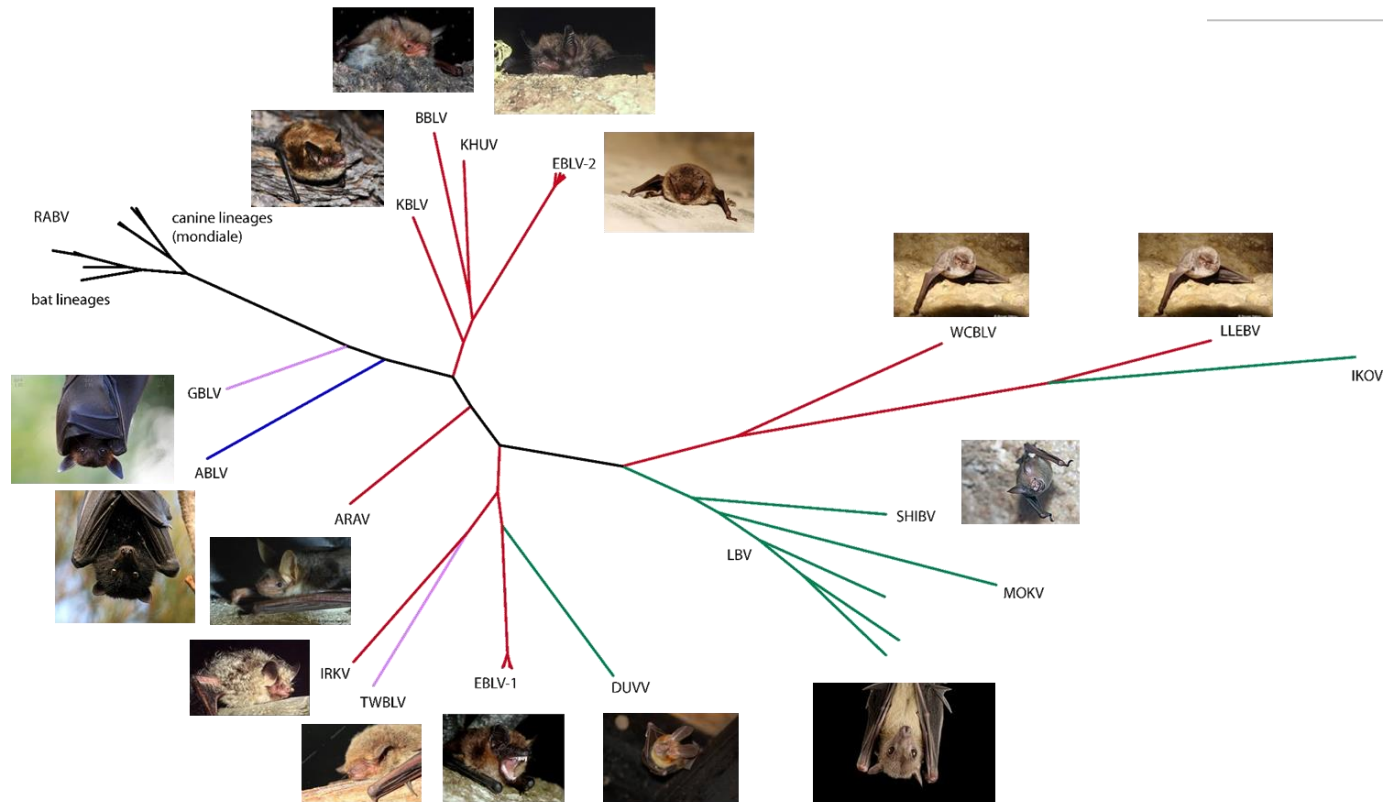 BBLV
KHUV
EBLV-2
KBLV
RABV
canine lineages
(mondiale)
bat lineages
WCBLV
LLEBV
IKOV
GBLV
ABLV
ARAV
SHIBV
LBV
MOKV
IRKV
TWBLV
EBLV-1
DUVV